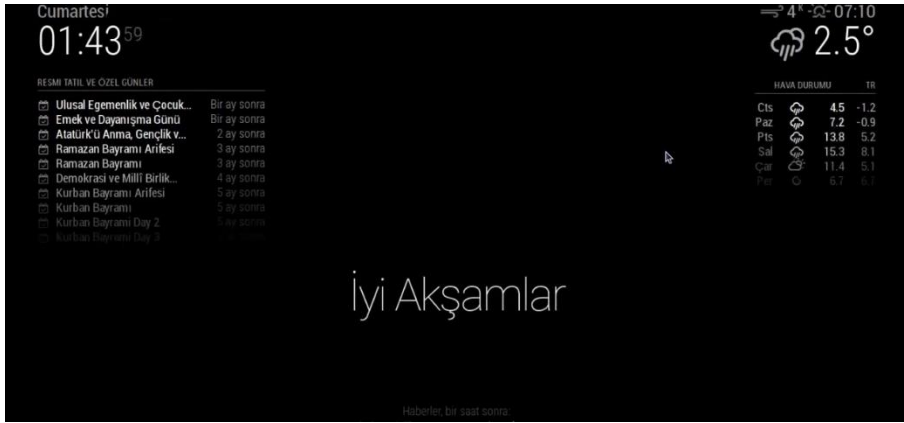 Cumartesi
01:43 59
RESMI TATIL VE ÖZEL GÜNLER
Ulusal Egemenlik ve Çocuk... Bir ay sonra
Emek ve Dayanışma Günü Bir ay sonra
Atatürk'ü Anma, Gençlik v... 2 ay sonra
Ramazan Bayramı Arifesi 3 ay sonra
Ramazan Bayramı 3 ay sonra
Demokrasi ve Millî Birlik... 4 ay sonra
Kurban Bayramı Arifesi 5 ay sonra
Kurban Bayramı 5 ay sonra
Kurban Bayrami Day 2 5 ay sonra
Kurban Bayrami Day 3
4 K 07:10
2.5°
HAVA DURUMU TR
Cts 4.5 -1.2
Paz 7.2 -0.9
Pts 13.8 5.2
Sal 15.3 8.1
Çar 11.4 5.1
Per 6.7 6.1
İyi Akşamlar
Haberler, bir saat sonra: